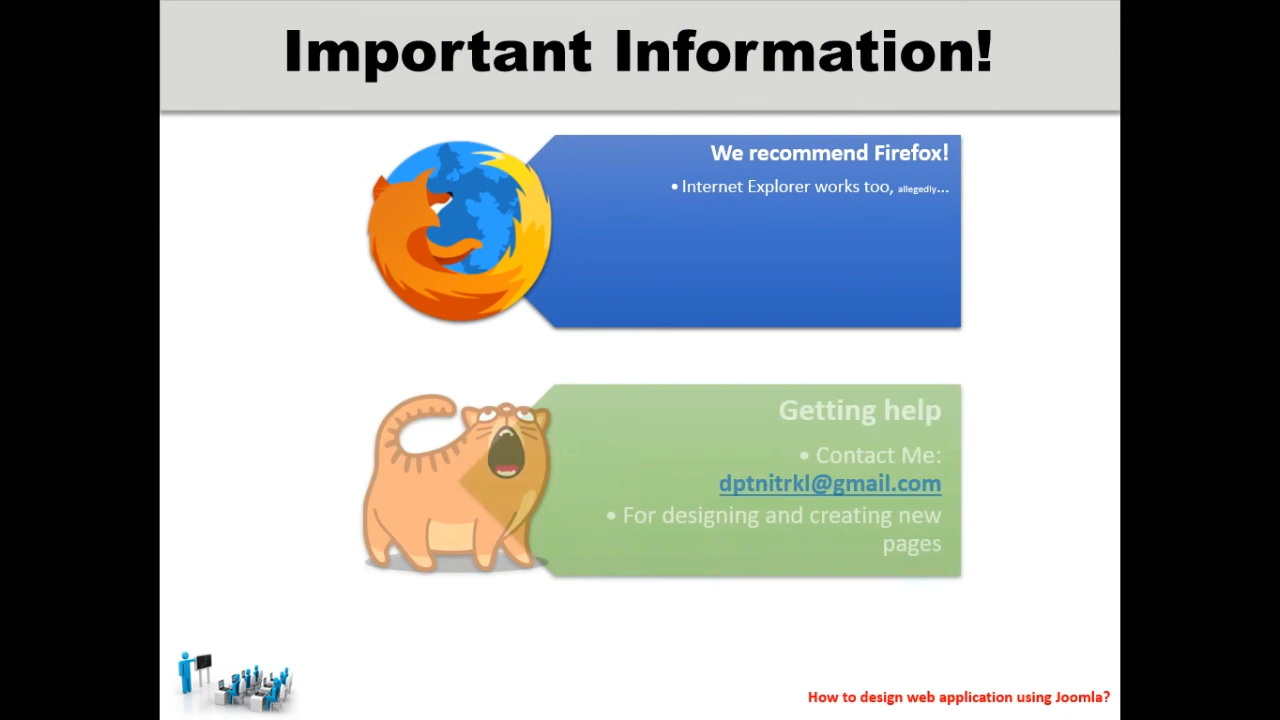 Important Information!
We recommend Firefox!
• Internet Explorer works too, allegedly...
Getting help
• Contact Me:
dptnitrkl@gmail.com
• For designing and creating new
pages
How to design web application using Joomla?